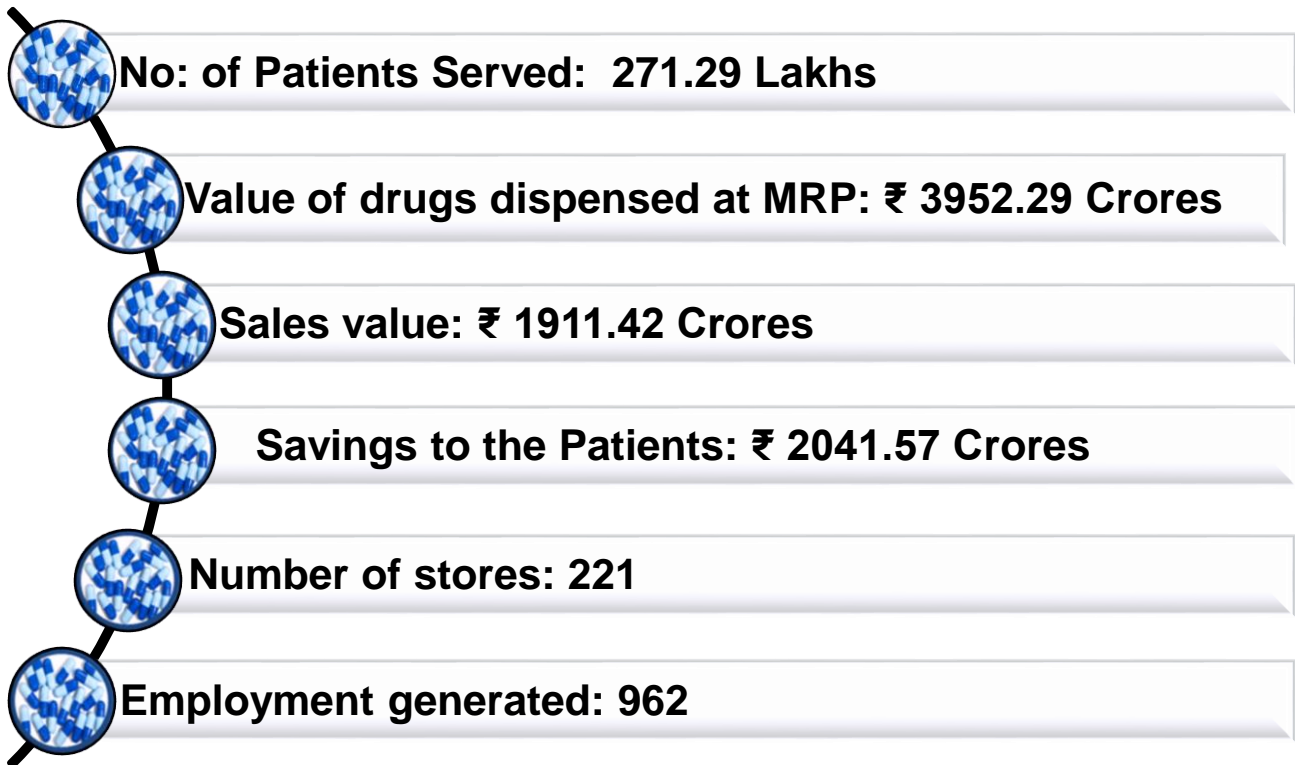 No: of Patients Served: 271.29 Lakhs
Value of drugs dispensed at MRP: ₹ 3952.29 Crores
Sales value: ₹ 1911.42 Crores
Savings to the Patients: ₹ 2041.57 Crores
Number of stores: 221
Employment generated: 962